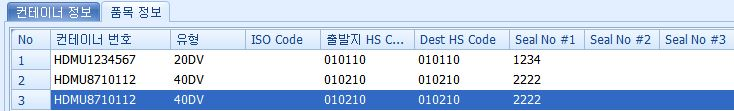 컨테이너 정보 품목 정보
No 컨테이너 번호 유형 ISO Code 출발지 HS C... Dest HS Code Seal No #1 Seal No #2 Seal No #3
1 HDMU1234567 20DV 010110 010110 1234
2 HDMU8710112 40DV 010210 010210 2222
3 HDMU8710112 40DV 010210 010210 2222